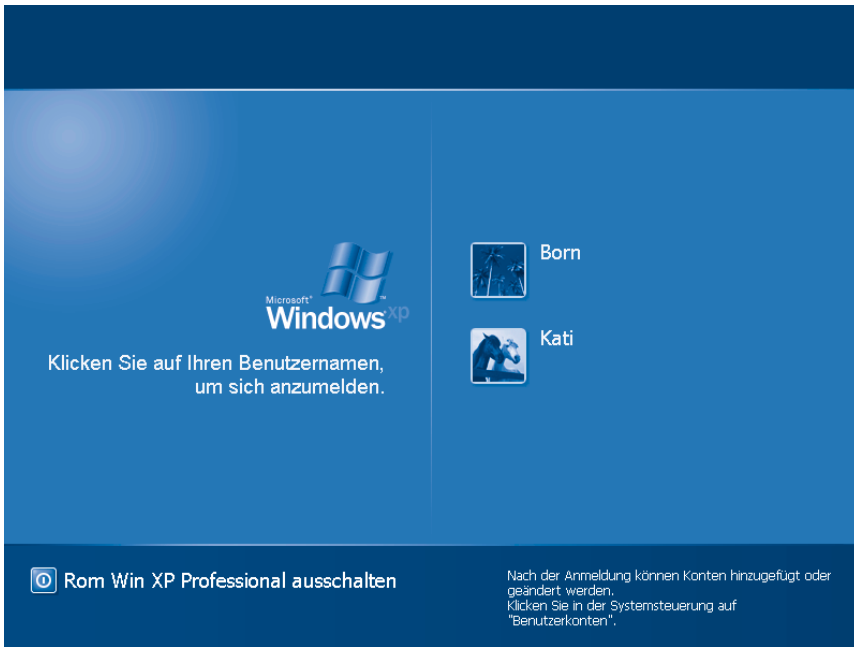 Microsoft®
Windows xp™
Klicken Sie auf Ihren Benutzernamen,
um sich anzumelden.
Born
Kati
Rom Win XP Professional ausschalten
Nach der Anmeldung können Konten hinzugefügt oder
geändert werden.
Klicken Sie in der Systemsteuerung auf
"Benutzerkonten".